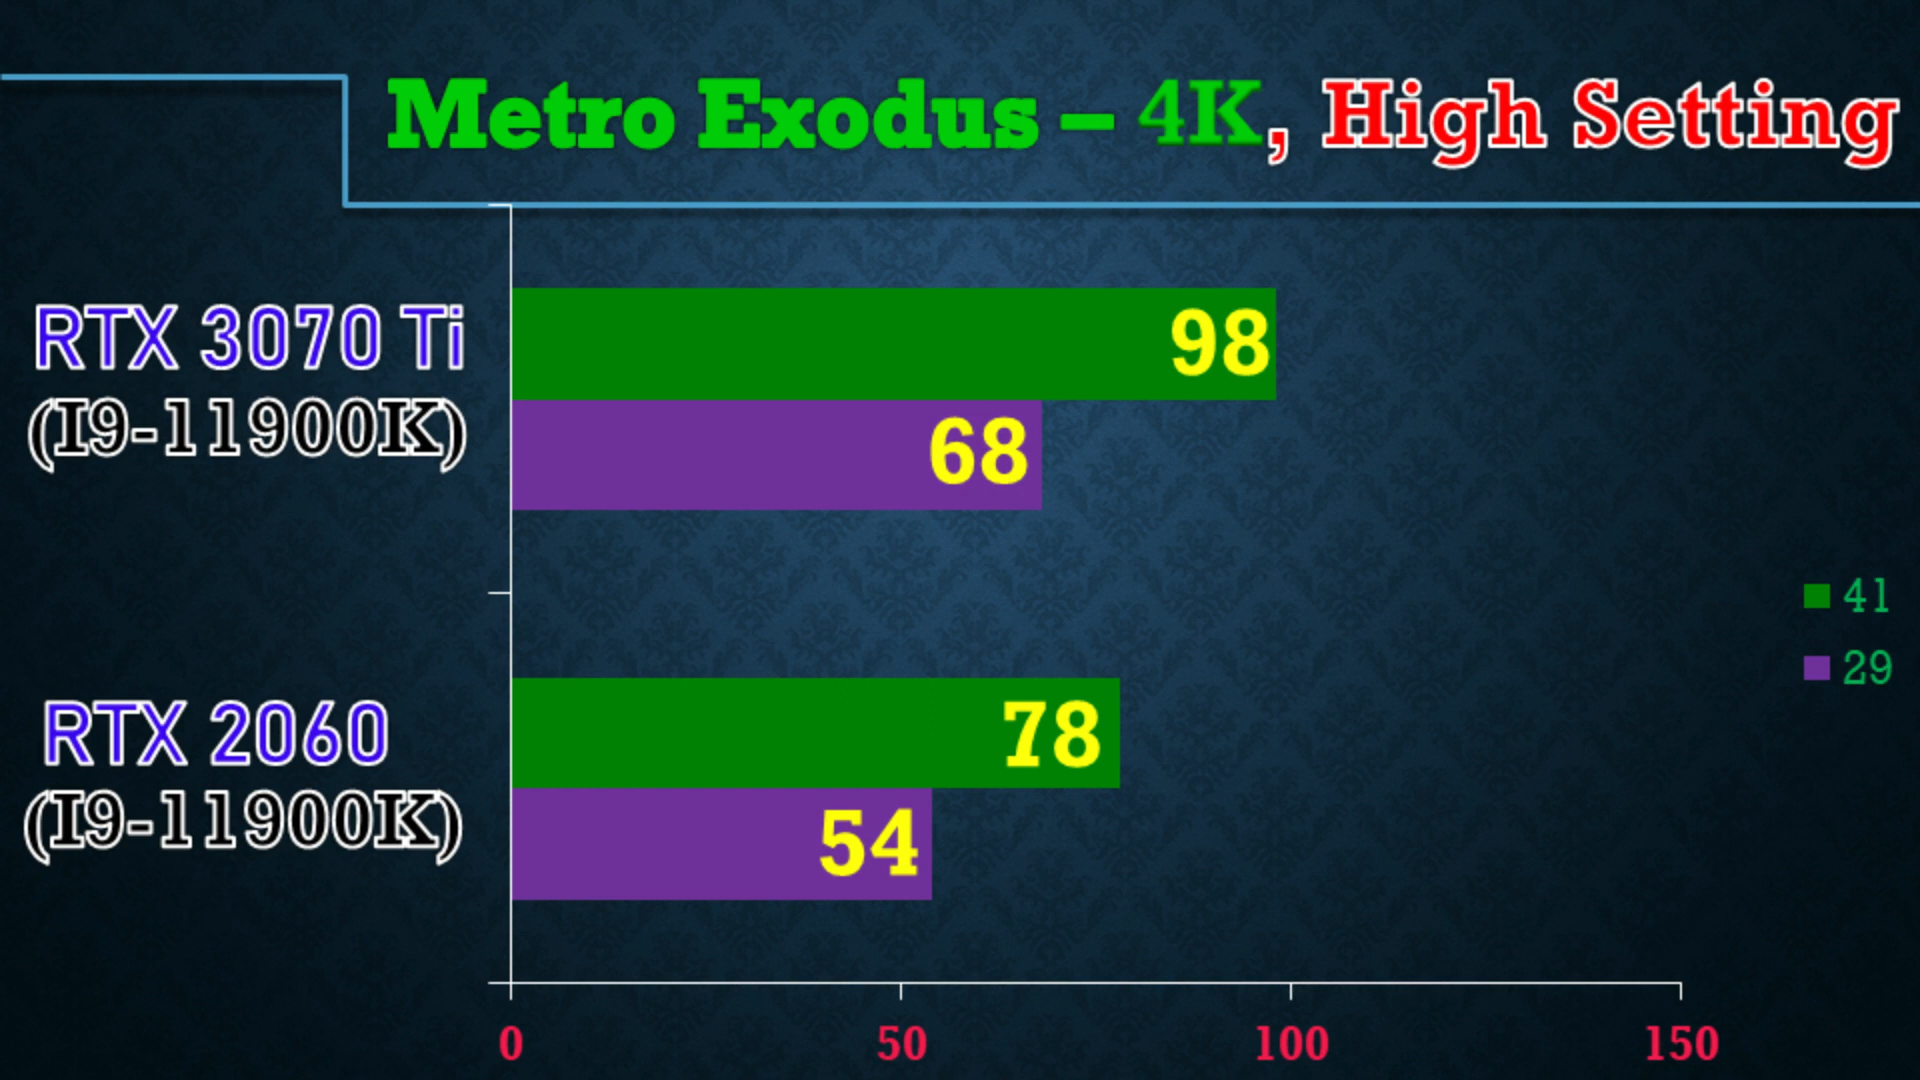 Metro Exodus – 4K, High Setting
RTX 3070 Ti
(I9-11900K)
98
68
41
29
RTX 2060
(I9-11900K)
78
54
0 50 100 150